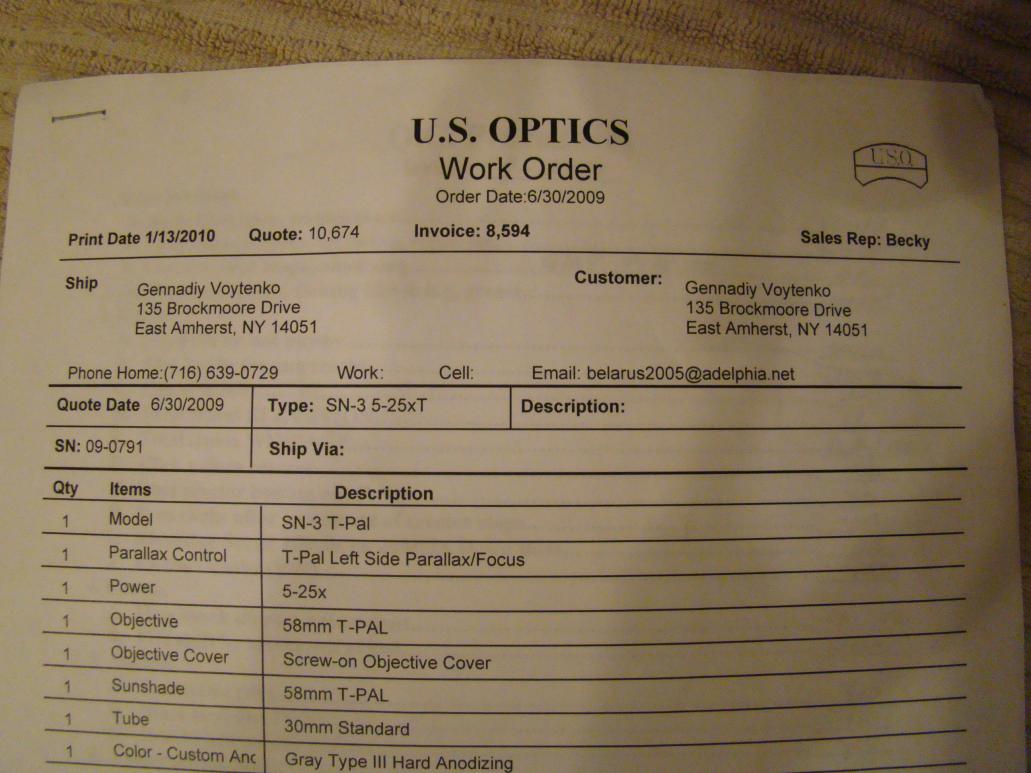 U.S. OPTICS
Work Order
U.S.O.
Order Date:6/30/2009
Print Date 1/13/2010 Quote: 10,674 Invoice: 8,594 Sales Rep: Becky
Ship Customer:
Gennadiy Voytenko Gennadiy Voytenko
135 Brockmoore Drive 135 Brockmoore Drive
East Amherst, NY 14051 East Amherst, NY 14051
Phone Home:(716) 639-0729 Work: Cell: Email: belarus2005@adelphia.net
Quote Date 6/30/2009 Type: SN-3 5-25xT Description:
SN: 09-0791 Ship Via:
Qty Items Description
1 Model SN-3 T-Pal
1 Parallax Control T-Pal Left Side Parallax/Focus
1 Power 5-25x
1 Objective 58mm T-PAL
1 Objective Cover Screw-on Objective Cover
1 Sunshade 58mm T-PAL
1 Tube 30mm Standard
1 Color - Custom Anc Gray Type III Hard Anodizing